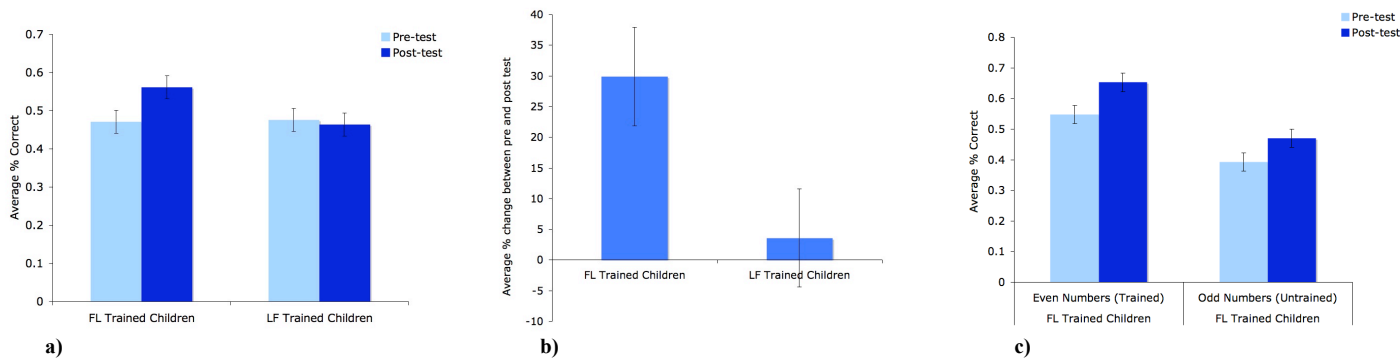 Pre-test
Post-test
Average % Correct
0.7
0.6
0.5
0.4
0.3
0.2
0.1
0
FL Trained Children
LF Trained Children
a)
Average % change between pre and post test
40
35
30
25
20
15
10
5
0
-5
-10
FL Trained Children
LF Trained Children
b)
Pre-test
Post-test
Average % Correct
0.8
0.7
0.6
0.5
0.4
0.3
0.2
0.1
0
Even Numbers (Trained)
Odd Numbers (Untrained)
FL Trained Children
FL Trained Children
c)